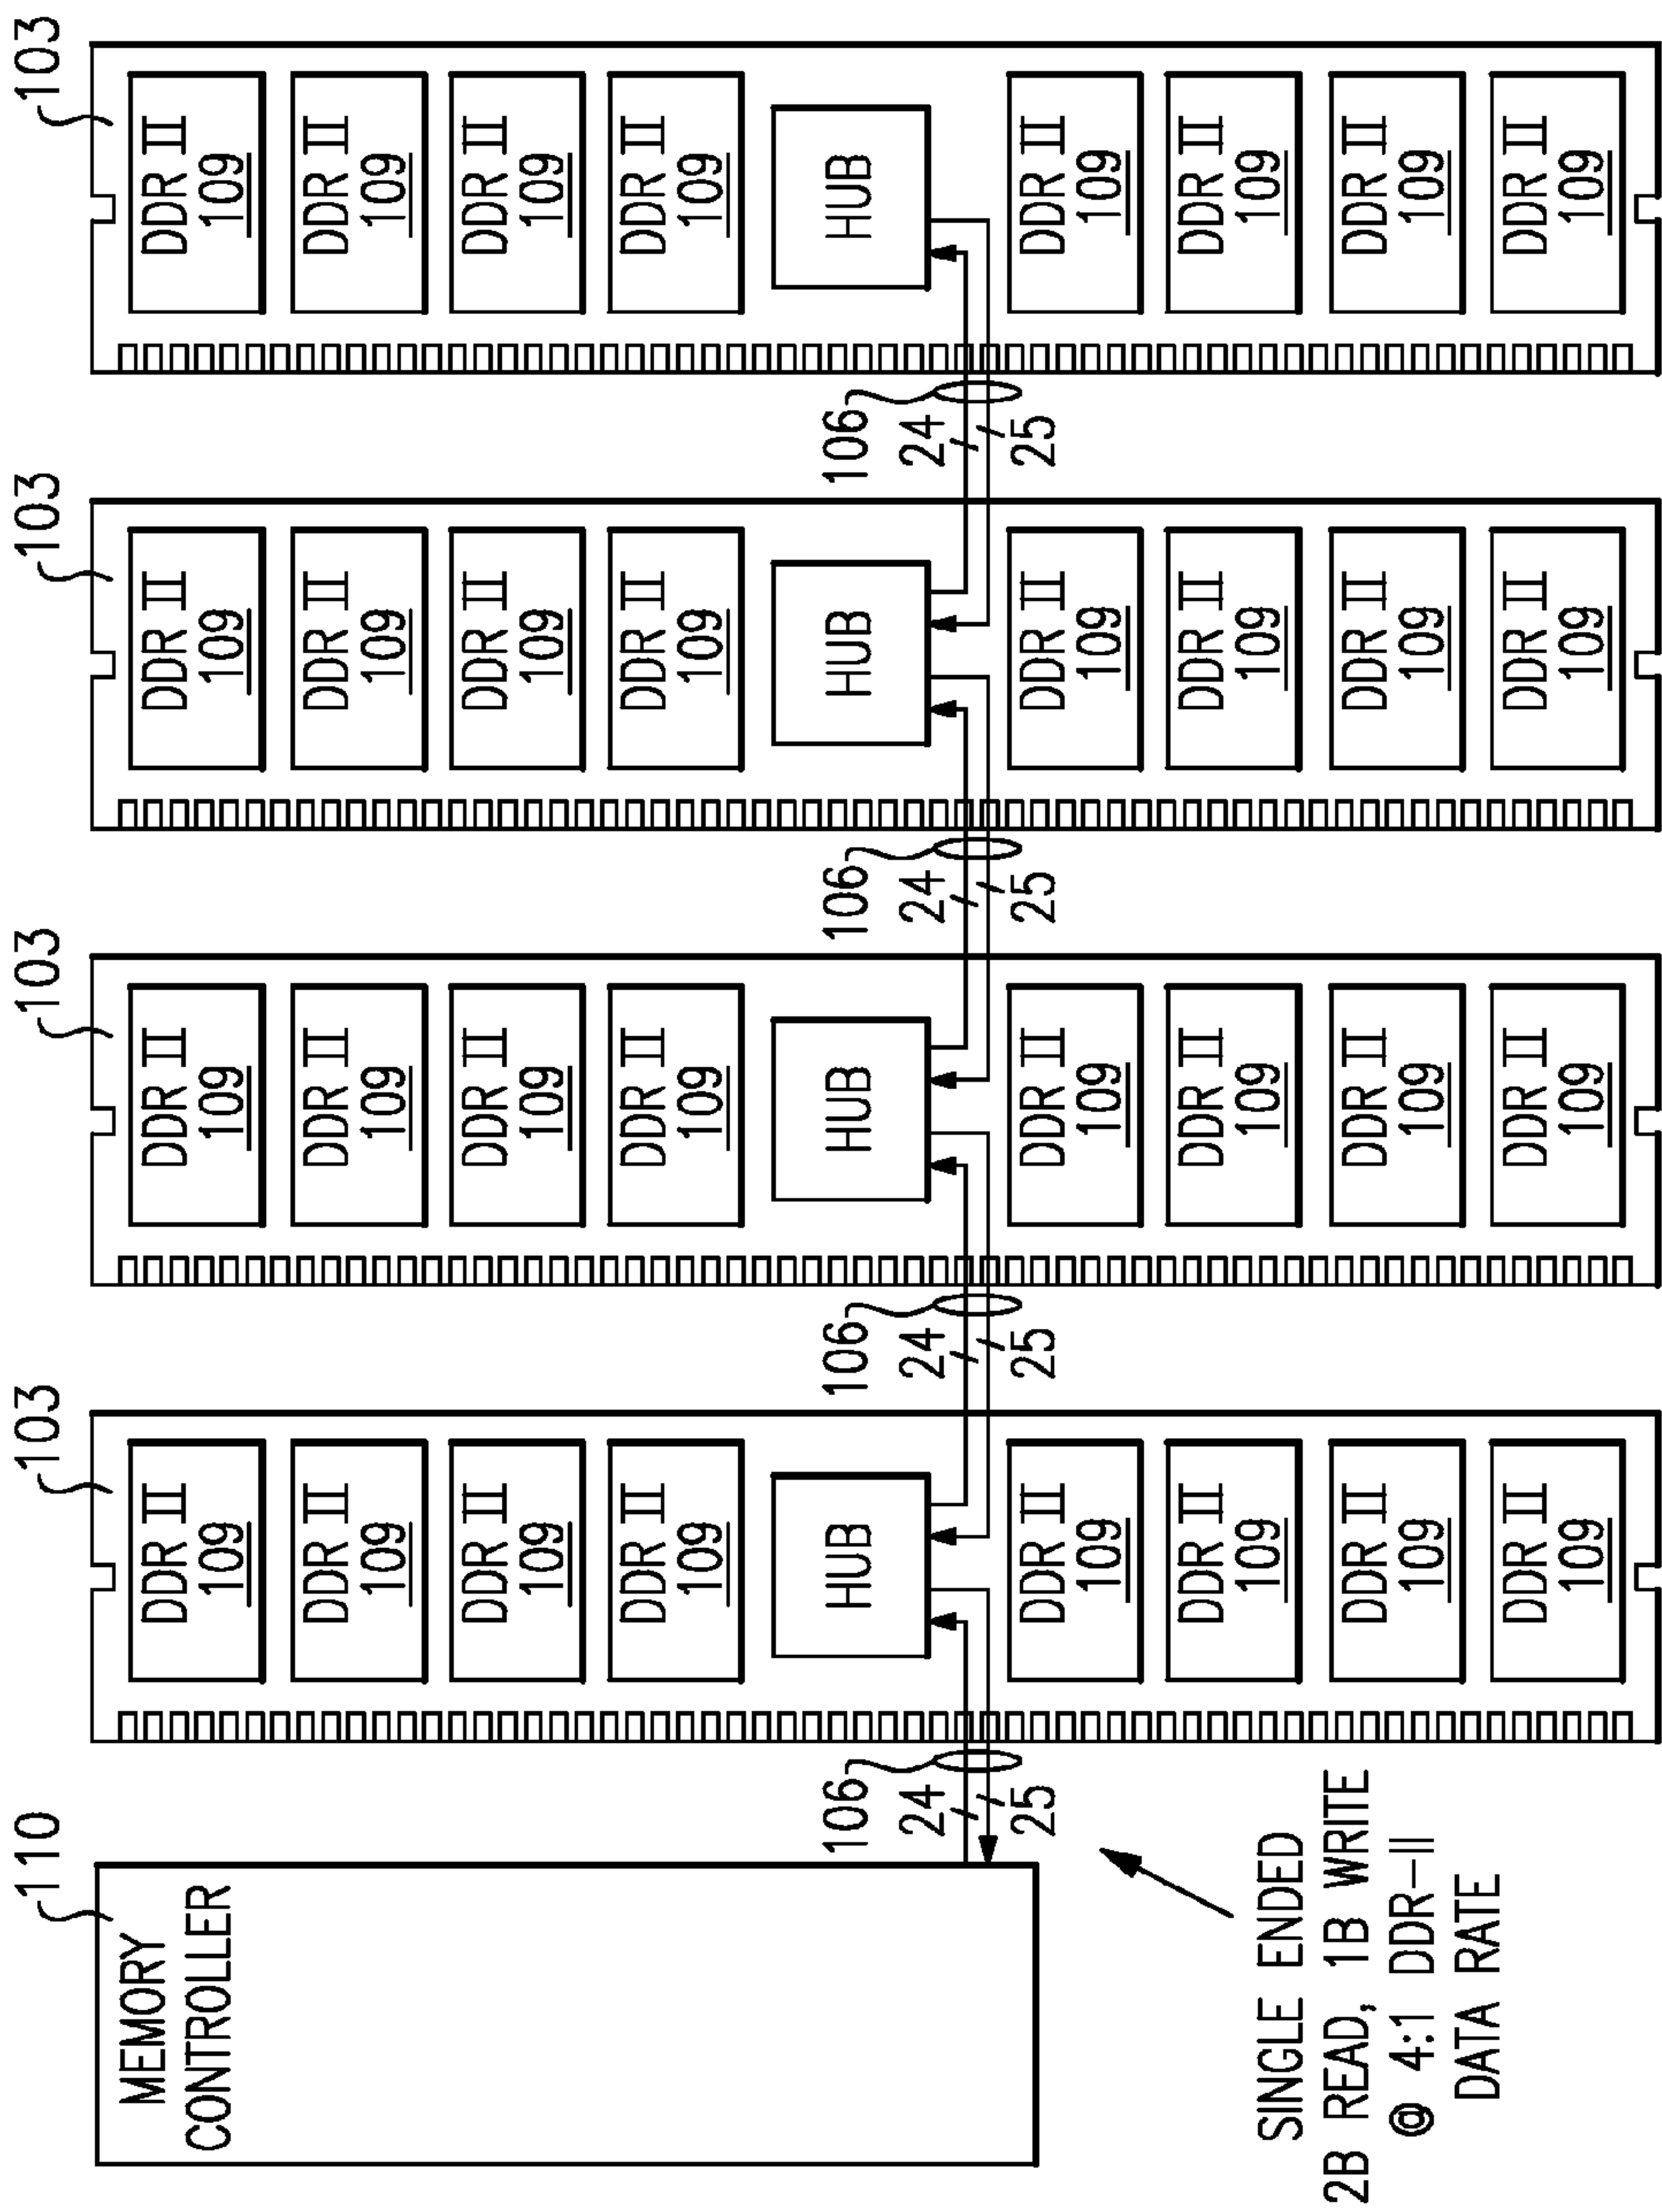 110
MEMORY
CONTROLLER
106
24
25
SINGLE ENDED
2B READ, 1B WRITE
@ 4:1 DDR-II
DATA RATE
103
DDR II
109
DDR II
109
DDR II
109
DDR II
109
HUB
DDR II
109
DDR II
109
DDR II
109
DDR II
109
106
24
25
103
DDR II
109
DDR II
109
DDR II
109
DDR II
109
HUB
DDR II
109
DDR II
109
DDR II
109
DDR II
109
106
24
25
103
DDR II
109
DDR II
109
DDR II
109
DDR II
109
HUB
DDR II
109
DDR II
109
DDR II
109
DDR II
109
106
24
25
103
DDR II
109
DDR II
109
DDR II
109
DDR II
109
HUB
DDR II
109
DDR II
109
DDR II
109
DDR II
109